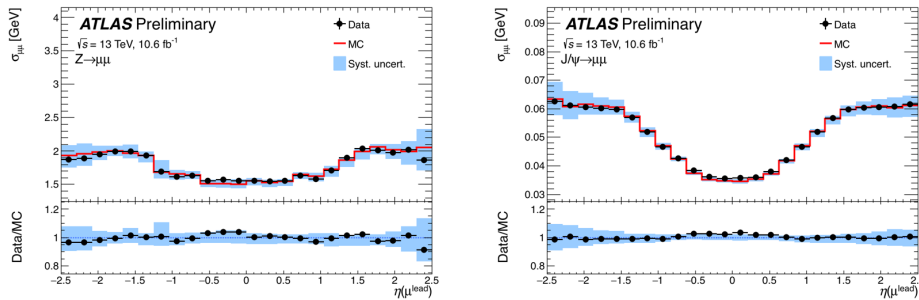 ATLAS Preliminary
√s = 13 TeV, 10.6 fb⁻¹
Z→μμ
Data
MC
Syst. uncert.
σμμ [GeV]
4
3.5
3
2.5
2
1.5
Data/MC
1.2
1
0.8
−2.5 −2 −1.5 −1 −0.5 0 0.5 1 1.5 2 2.5
η(μ^lead)
ATLAS Preliminary
√s = 13 TeV, 10.6 fb⁻¹
J/ψ→μμ
Data
MC
Syst. uncert.
σμμ [GeV]
0.09
0.08
0.07
0.06
0.05
0.04
0.03
Data/MC
1.2
1
0.8
−2.5 −2 −1.5 −1 −0.5 0 0.5 1 1.5 2 2.5
η(μ^lead)